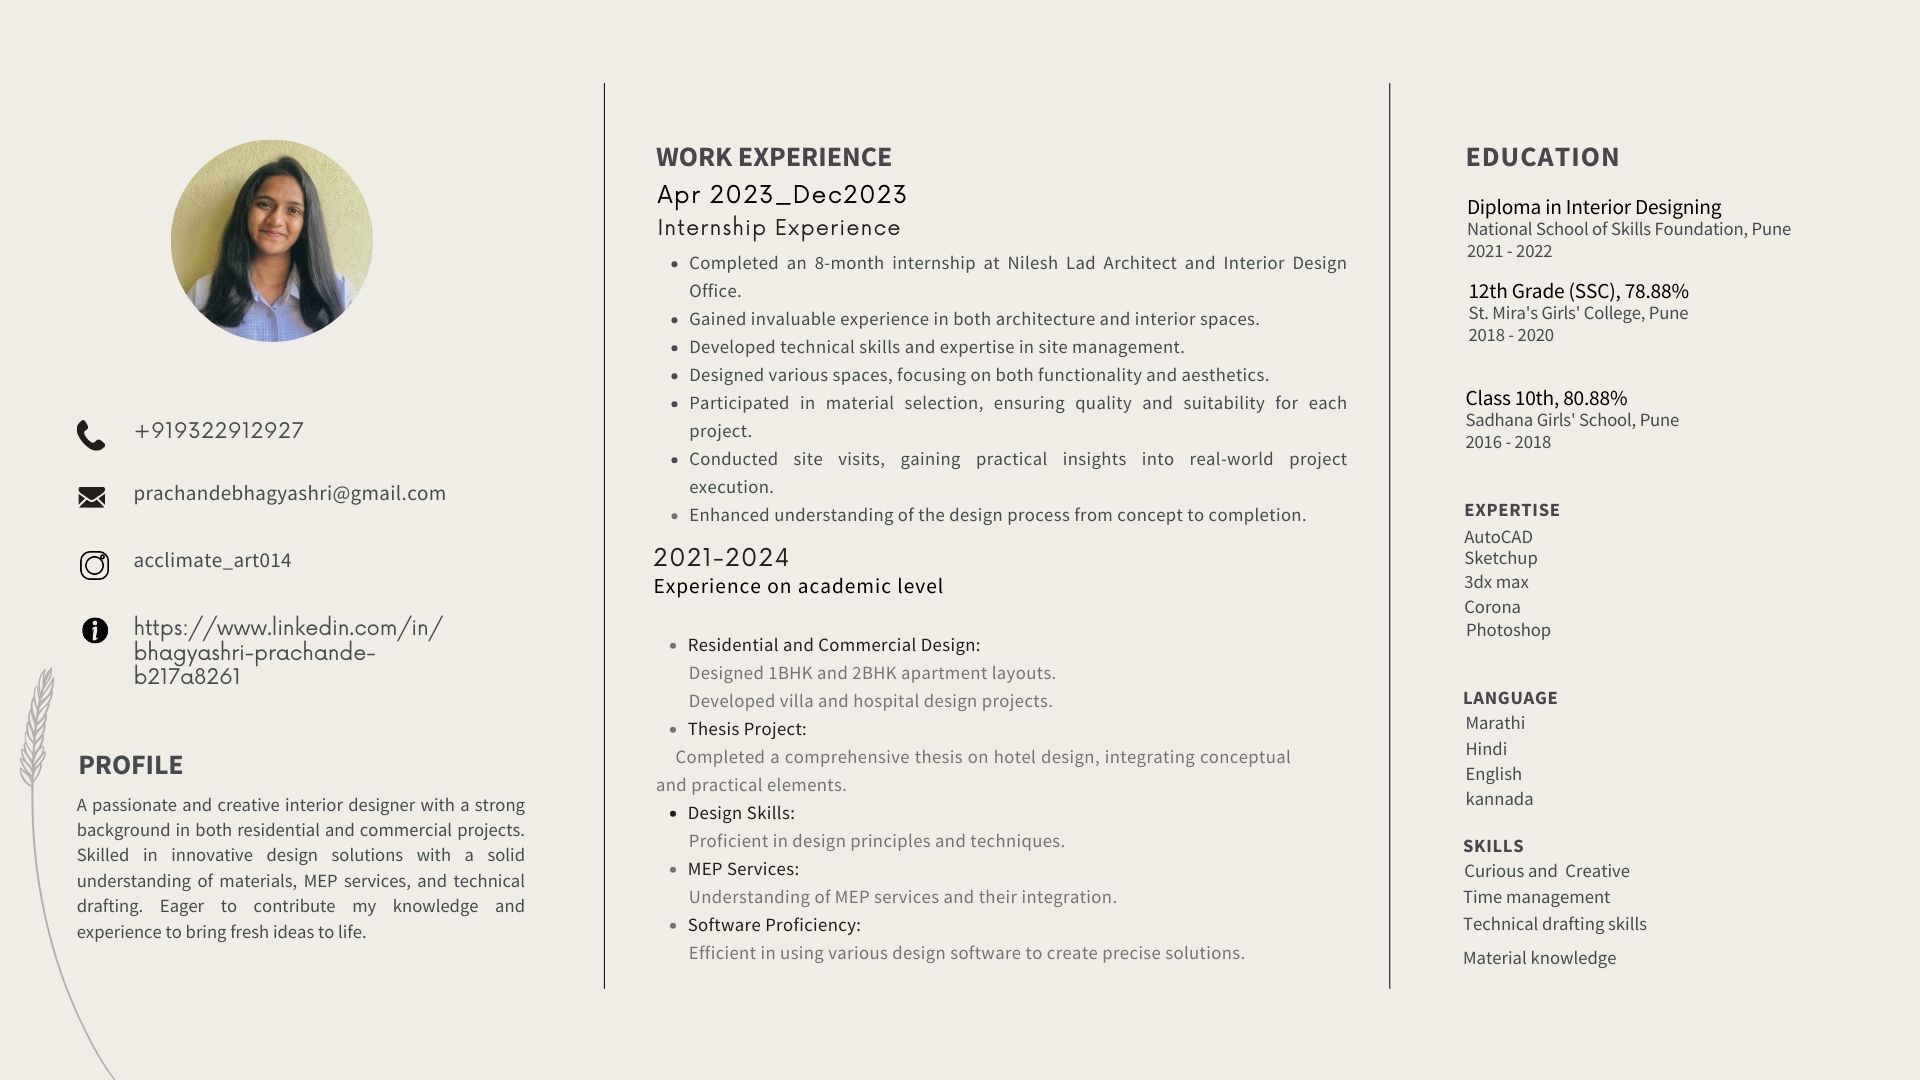 +919322912927
prachandebhagyashri@gmail.com
acclimate_art014
https://www.linkedin.com/in/
bhagyashri-prachande-
b217a8261
PROFILE
A passionate and creative interior designer with a strong
background in both residential and commercial projects.
Skilled in innovative design solutions with a solid
understanding of materials, MEP services, and technical
drafting. Eager to contribute my knowledge and
experience to bring fresh ideas to life.
WORK EXPERIENCE
Apr 2023_Dec2023
Internship Experience
• Completed an 8-month internship at Nilesh Lad Architect and Interior Design
Office.
• Gained invaluable experience in both architecture and interior spaces.
• Developed technical skills and expertise in site management.
• Designed various spaces, focusing on both functionality and aesthetics.
• Participated in material selection, ensuring quality and suitability for each
project.
• Conducted site visits, gaining practical insights into real-world project
execution.
• Enhanced understanding of the design process from concept to completion.
2021-2024
Experience on academic level
• Residential and Commercial Design:
Designed 1BHK and 2BHK apartment layouts.
Developed villa and hospital design projects.
• Thesis Project:
Completed a comprehensive thesis on hotel design, integrating conceptual
and practical elements.
• Design Skills:
Proficient in design principles and techniques.
• MEP Services:
Understanding of MEP services and their integration.
• Software Proficiency:
Efficient in using various design software to create precise solutions.
EDUCATION
Diploma in Interior Designing
National School of Skills Foundation, Pune
2021 - 2022
12th Grade (SSC), 78.88%
St. Mira's Girls' College, Pune
2018 - 2020
Class 10th, 80.88%
Sadhana Girls' School, Pune
2016 - 2018
EXPERTISE
AutoCAD
Sketchup
3dx max
Corona
Photoshop
LANGUAGE
Marathi
Hindi
English
kannada
SKILLS
Curious and Creative
Time management
Technical drafting skills
Material knowledge